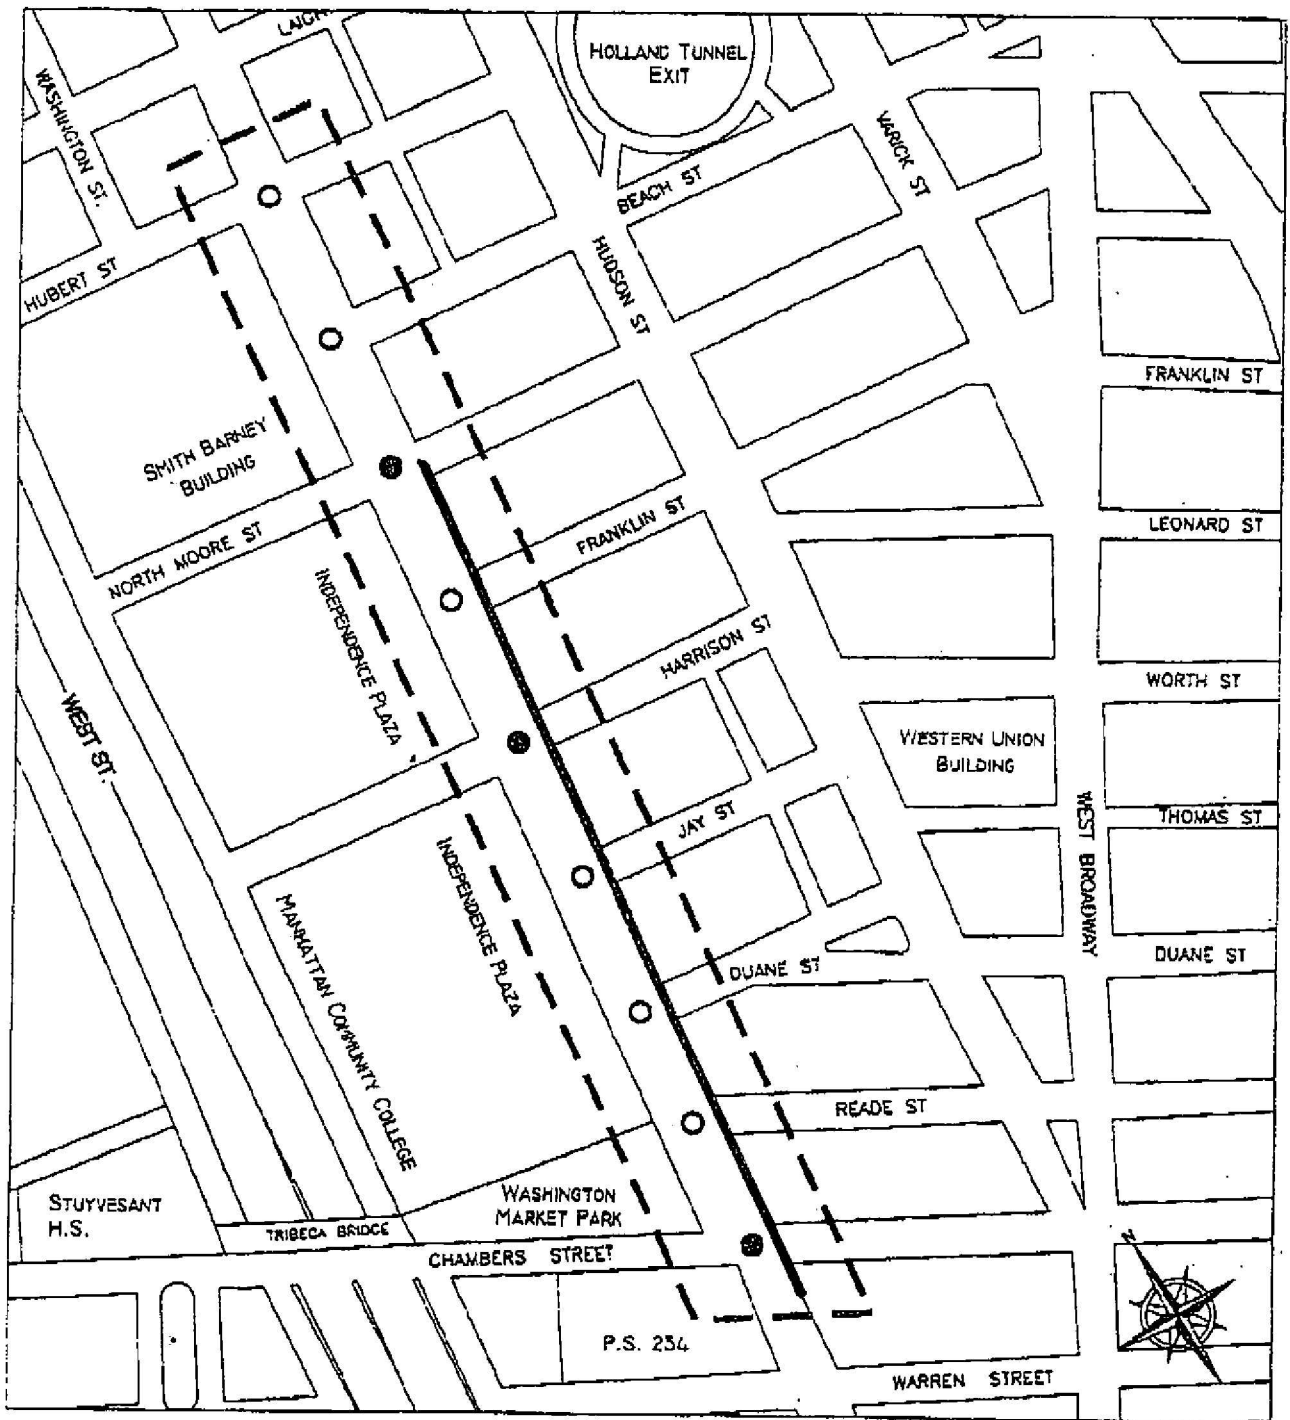 HOLLAND TUNNEL
EXIT
WASHINGTON ST.
VARICK ST
BEACH ST
HUDSON ST
HUBERT ST
FRANKLIN ST
SMITH BARNEY
BUILDING
FRANKLIN ST
LEONARD ST
NORTH MOORE ST
INDEPENDENCE PLAZA
HARRISON ST
WORTH ST
WEST ST.
WESTERN UNION
BUILDING
JAY ST
WEST BROADWAY
THOMAS ST
INDEPENDENCE PLAZA
MANHATTAN COMMUNITY COLLEGE
DUANE ST
DUANE ST
READE ST
STUYVESANT
H.S.
WASHINGTON
MARKET PARK
TRIBECA BRIDGE
CHAMBERS STREET
N
P.S. 234
WARREN STREET